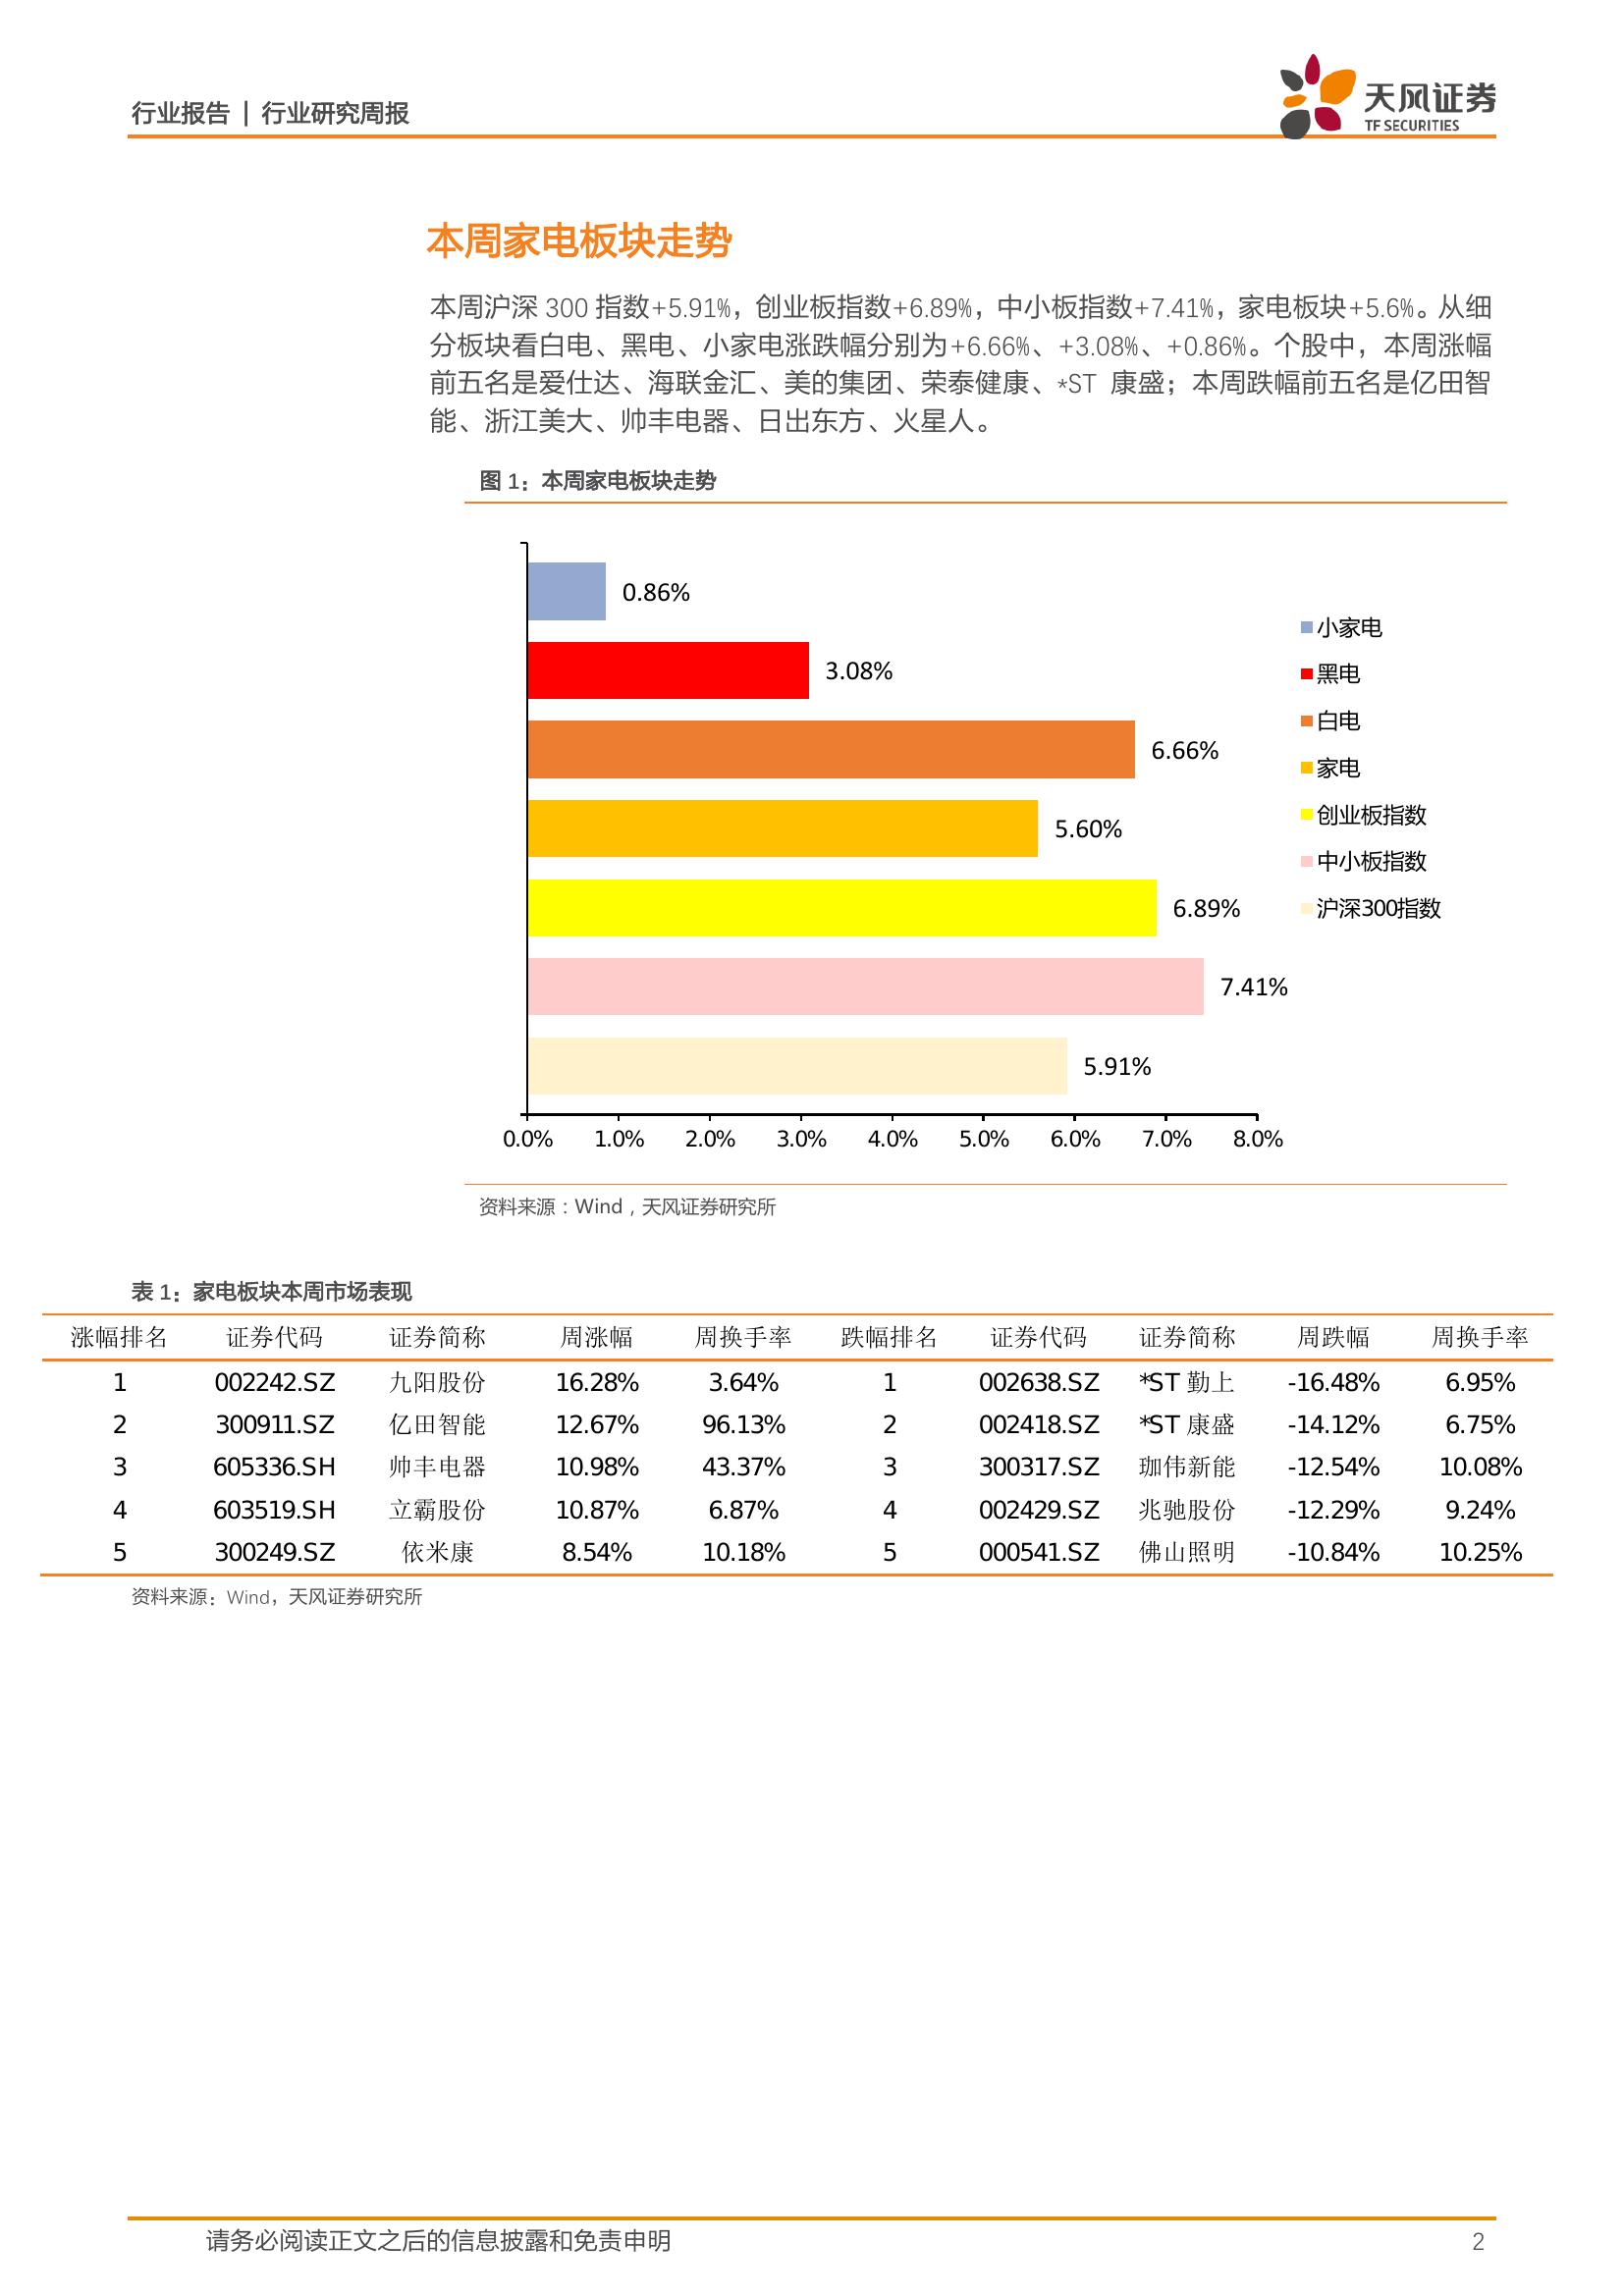 行业报告 | 行业研究周报
天风证券
TF SECURITIES
本周家电板块走势
本周沪深 300 指数+5.91%，创业板指数+6.89%，中小板指数+7.41%，家电板块+5.6%。从细
分板块看白电、黑电、小家电涨跌幅分别为+6.66%、+3.08%、+0.86%。个股中，本周涨幅
前五名是爱仕达、海联金汇、美的集团、荣泰健康、*ST 康盛；本周跌幅前五名是亿田智
能、浙江美大、帅丰电器、日出东方、火星人。
图 1：本周家电板块走势
0.86%
3.08%
6.66%
5.60%
6.89%
7.41%
5.91%
0.0% 1.0% 2.0% 3.0% 4.0% 5.0% 6.0% 7.0% 8.0%
小家电
黑电
白电
家电
创业板指数
中小板指数
沪深300指数
资料来源：Wind，天风证券研究所
表 1：家电板块本周市场表现
涨幅排名 证券代码 证券简称 周涨幅 周换手率 跌幅排名 证券代码 证券简称 周跌幅 周换手率
1 002242.SZ 九阳股份 16.28% 3.64% 1 002638.SZ *ST 勤上 -16.48% 6.95%
2 300911.SZ 亿田智能 12.67% 96.13% 2 002418.SZ *ST 康盛 -14.12% 6.75%
3 605336.SH 帅丰电器 10.98% 43.37% 3 300317.SZ 珈伟新能 -12.54% 10.08%
4 603519.SH 立霸股份 10.87% 6.87% 4 002429.SZ 兆驰股份 -12.29% 9.24%
5 300249.SZ 依米康 8.54% 10.18% 5 000541.SZ 佛山照明 -10.84% 10.25%
资料来源：Wind，天风证券研究所
请务必阅读正文之后的信息披露和免责申明 2